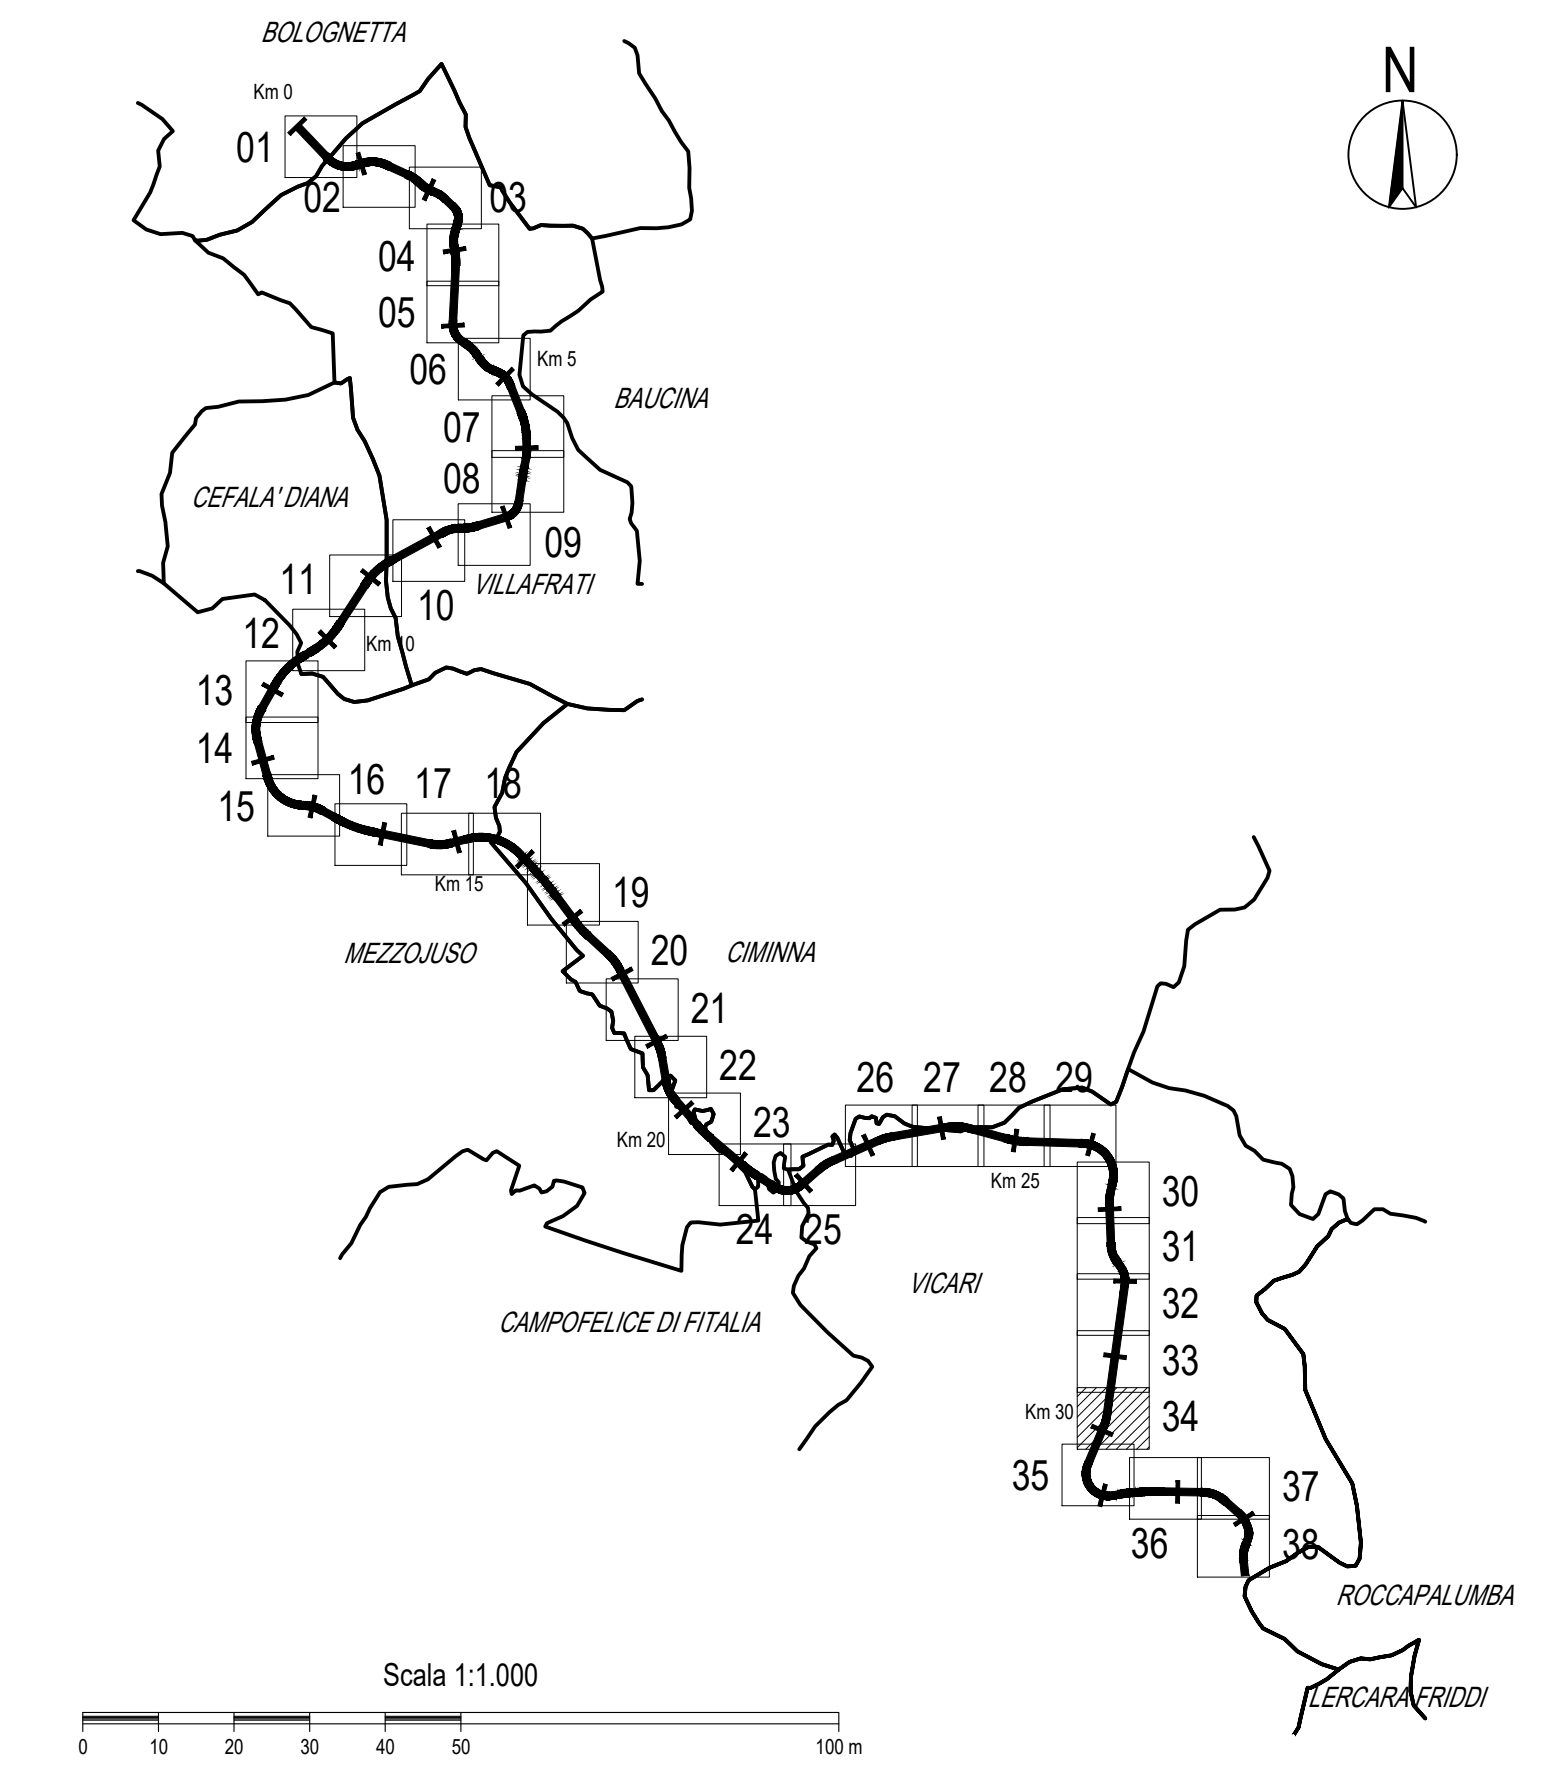 BOLOGNETTA
N
Km 0
01
02
03
04
05
06
Km 5
BAUCINA
07
08
CEFALA' DIANA
09
VILLAFRATI
11
10
12
Km 10
13
14
15
16
17
18
Km 15
19
MEZZOJUSO
20
CIMINNA
21
22
23
Km 20
24
25
26
27
28
29
Km 25
30
31
VICARI
32
CAMPOFELICE DI FITALIA
33
Km 30
34
35
36
37
38
ROCCAPALUMBA
LERCARA FRIDDI
Scala 1:1.000
0 10 20 30 40 50 100 m